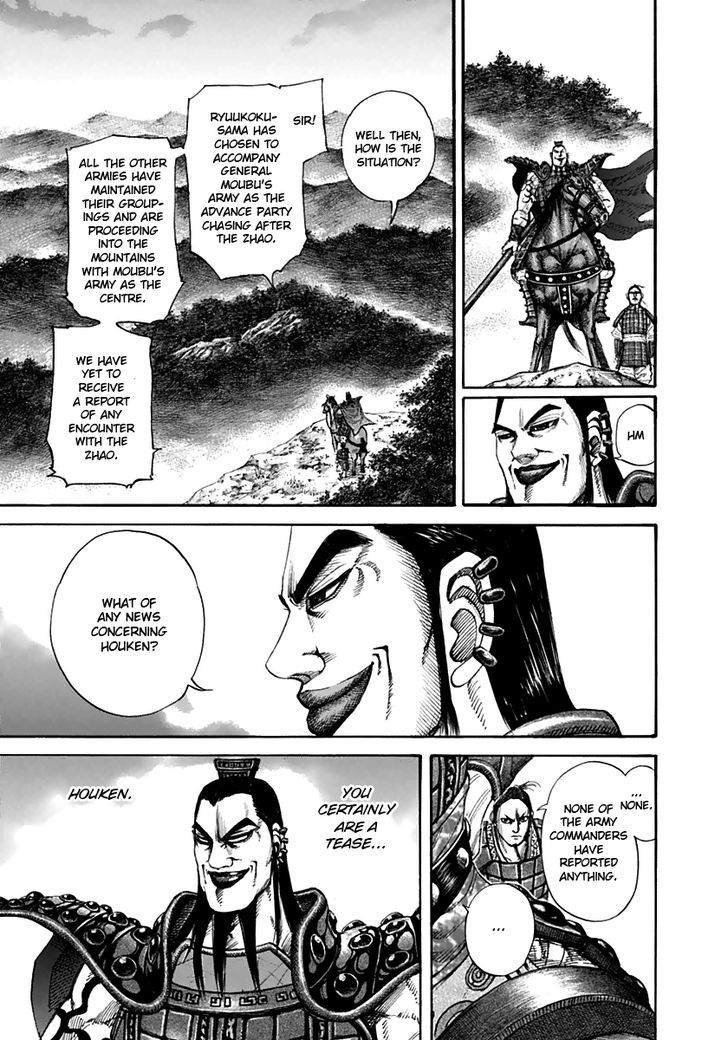 WELL THEN,
HOW IS THE
SITUATION?
SIR!
RYUUKOKU-
SAMA HAS
CHOSEN TO
ACCOMPANY
GENERAL
MOUBU'S
ARMY AS THE
ADVANCE PARTY
CHASING AFTER
THE ZHAO.
ALL THE OTHER
ARMIES HAVE
MAINTAINED
THEIR GROUP-
INGS AND ARE
PROCEEDING
INTO THE
MOUNTAINS
WITH MOUBU'S
ARMY AS THE
CENTRE.
WE HAVE
YET TO
RECEIVE
A REPORT
OF ANY
ENCOUNTER
WITH THE
ZHAO.
HM
WHAT OF
ANY NEWS
CONCERNING
HOUKEN?
...
NONE.
NONE OF
THE ARMY
COMMANDERS
HAVE
REPORTED
ANYTHING.
...
YOU
CERTAINLY
ARE A
TEASE...
HOUKEN.